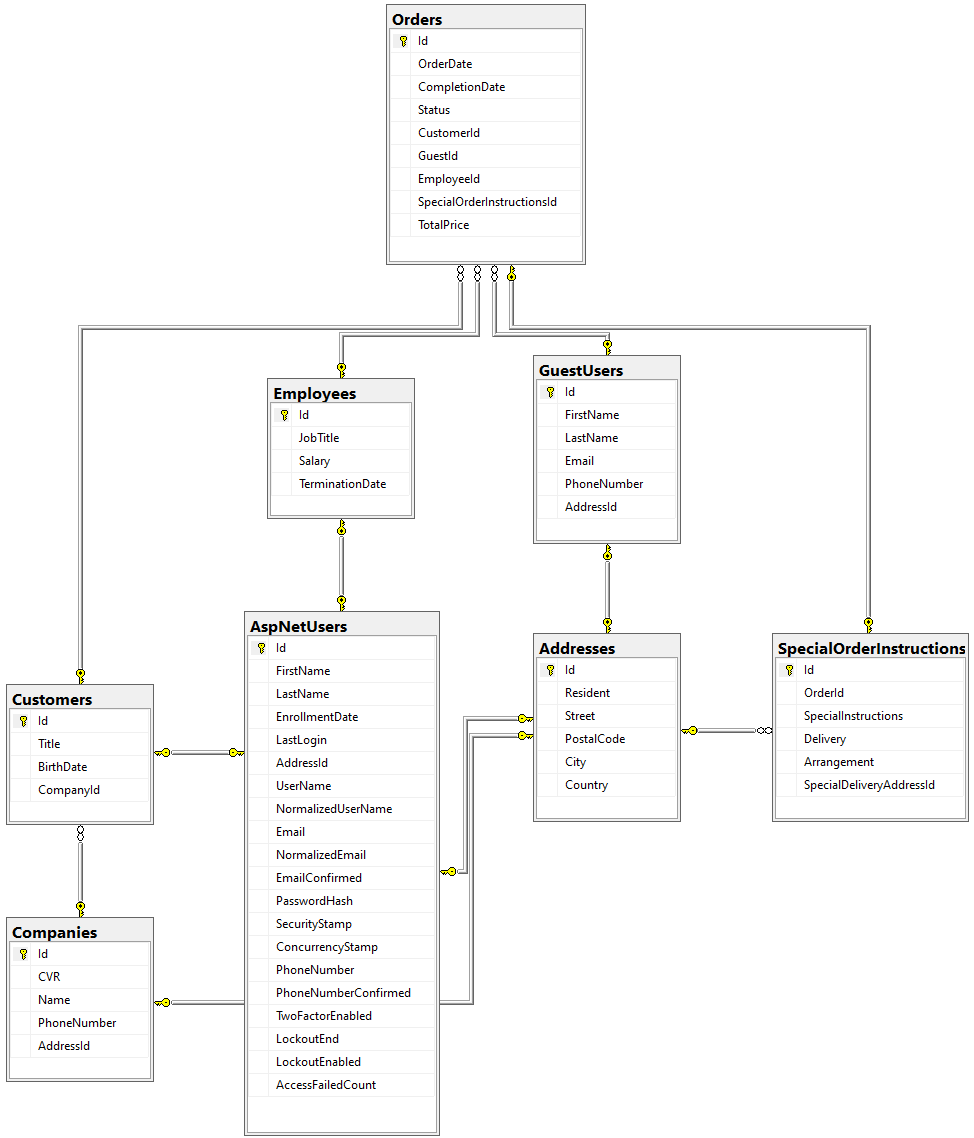 Orders
Id
OrderDate
CompletionDate
Status
CustomerId
GuestId
EmployeeId
SpecialOrderInstructionsId
TotalPrice
Employees
Id
JobTitle
Salary
TerminationDate
GuestUsers
Id
FirstName
LastName
Email
PhoneNumber
AddressId
Customers
Id
Title
BirthDate
CompanyId
AspNetUsers
Id
FirstName
LastName
EnrollmentDate
LastLogin
AddressId
UserName
NormalizedUserName
Email
NormalizedEmail
EmailConfirmed
PasswordHash
SecurityStamp
ConcurrencyStamp
PhoneNumber
PhoneNumberConfirmed
TwoFactorEnabled
LockoutEnd
LockoutEnabled
AccessFailedCount
Addresses
Id
Resident
Street
PostalCode
City
Country
SpecialOrderInstructions
Id
OrderId
SpecialInstructions
Delivery
Arrangement
SpecialDeliveryAddressId
Companies
Id
CVR
Name
PhoneNumber
AddressId